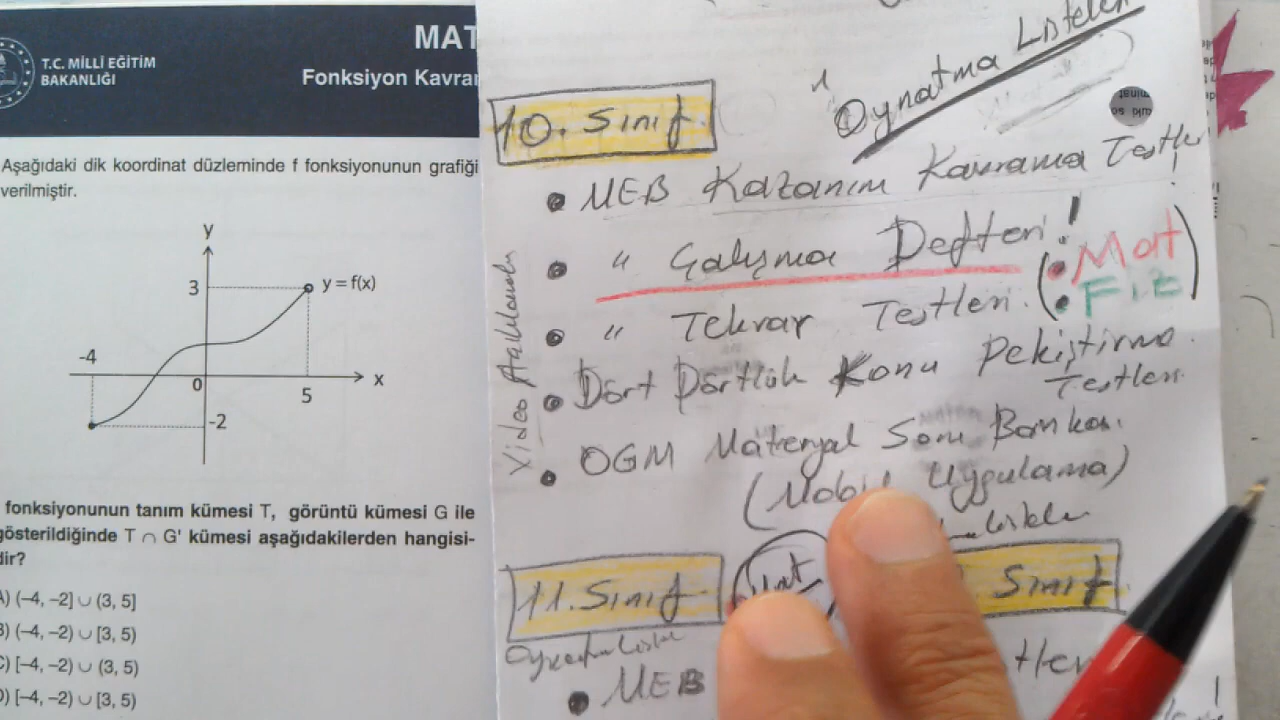 T.C. MİLLİ EĞİTİM
BAKANLIĞI
MAT
Fonksiyon Kavra
Aşağıdaki dik koordinat düzleminde f fonksiyonunun grafiği
verilmiştir.
y
3
y = f(x)
-4
0
5
x
-2
fonksiyonunun tanım kümesi T, görüntü kümesi G ile
gösterildiğinde T ∩ G' kümesi aşağıdakilerden hangisi-
dir?
A) (–4, –2] ∪ (3, 5]
B) (–4, –2) ∪ [3, 5)
C) [–4, –2) ∪ (3, 5)
D) [–4, –2) ∪ [3, 5)
Oynatma Listeleri
10. Sınıf
• MEB Kazanım Kavrama Testleri
• " Çalışma Defteri! (• Mat
• " Tekrar Testleri. • Fiz)
• Dört Dörtlük Konu Pekiştirme
Testleri.
• OGM Materyal Soru Bankası.
(Mobil Uygulama)
Video Açıklamada
11. Sınıf
Sınıf
• MEB